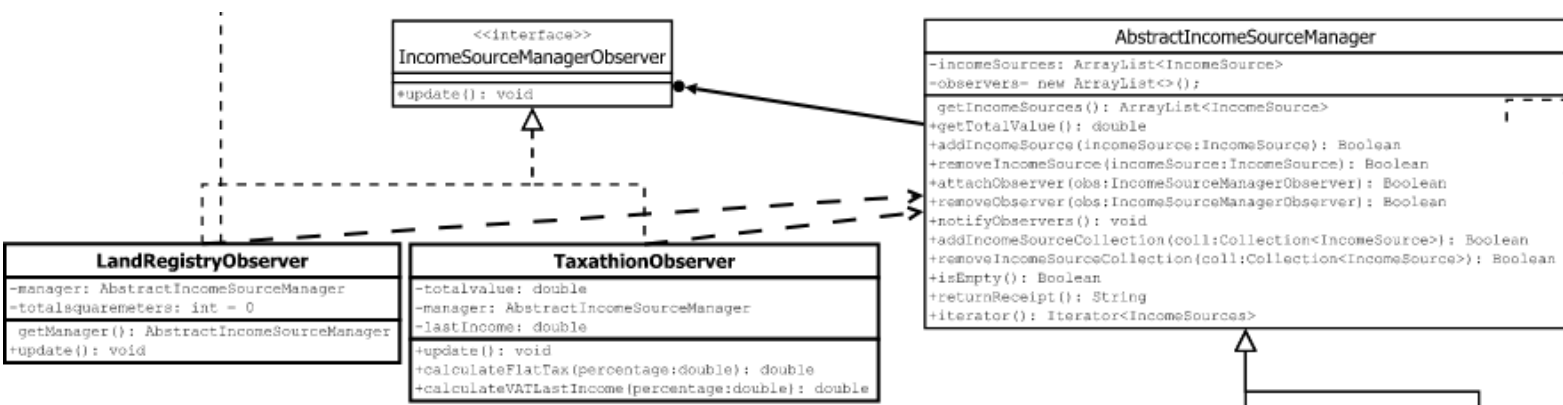 <<interface>>
IncomeSourceManagerObserver
+update(): void
AbstractIncomeSourceManager
-incomeSources: ArrayList<IncomeSource>
-observers= new ArrayList<>();
getIncomeSources(): ArrayList<IncomeSource>
+getTotalValue(): double
+addIncomeSource(incomeSource:IncomeSource): Boolean
+removeIncomeSource(incomeSource:IncomeSource): Boolean
+attachObserver(obs:IncomeSourceManagerObserver): Boolean
+removeObserver(obs:IncomeSourceManagerObserver): Boolean
+notifyObservers(): void
+addIncomeSourceCollection(coll:Collection<IncomeSource>): Boolean
+removeIncomeSourceCollection(coll:Collection<IncomeSource>): Boolean
+isEmpty(): Boolean
+returnReceipt(): String
+iterator(): Iterator<IncomeSources>
LandRegistryObserver
-manager: AbstractIncomeSourceManager
-totalsquaremeters: int = 0
getManager(): AbstractIncomeSourceManager
+update(): void
TaxathionObserver
-totalvalue: double
-manager: AbstractIncomeSourceManager
-lastIncome: double
+update(): void
+calculateFlatTax(percentage:double): double
+calculateVATLastIncome(percentage:double): double